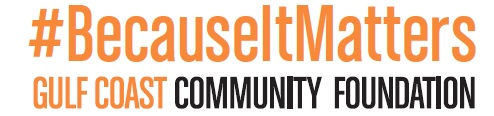 #BecauseItMatters
GULF COAST COMMUNITY FOUNDATION